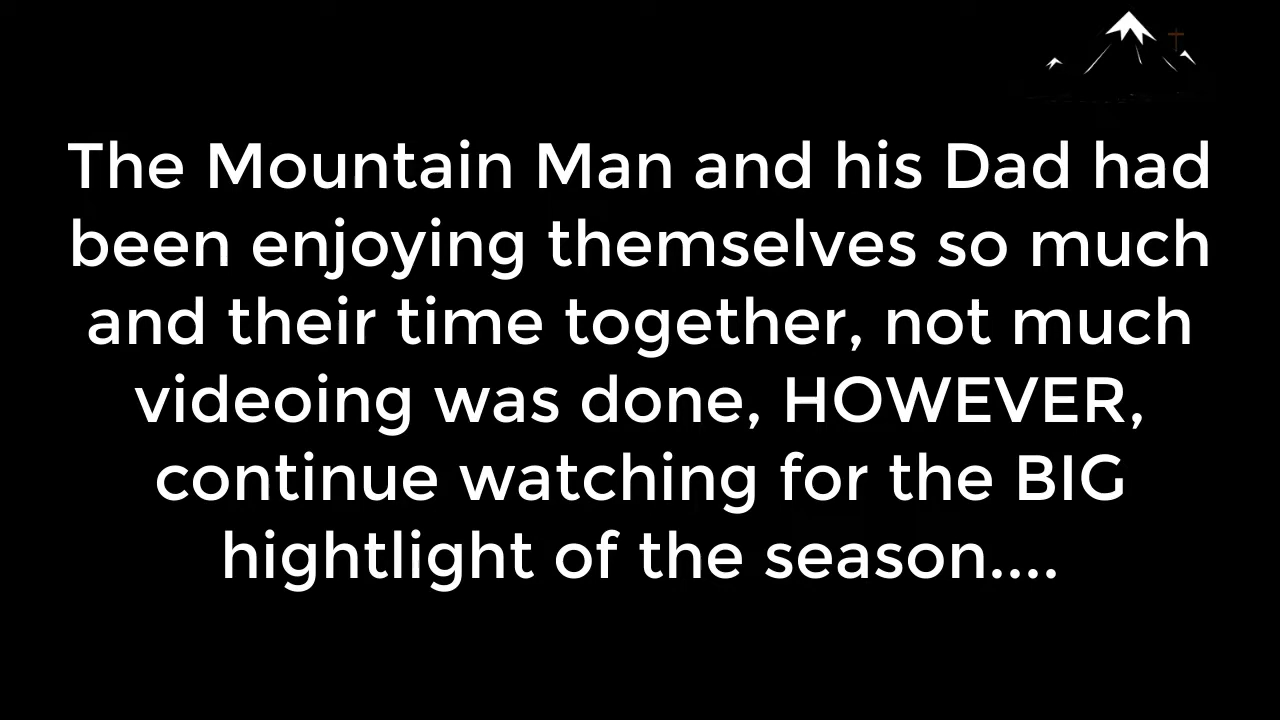 The Mountain Man and his Dad had
been enjoying themselves so much
and their time together, not much
videoing was done, HOWEVER,
continue watching for the BIG
hightlight of the season....